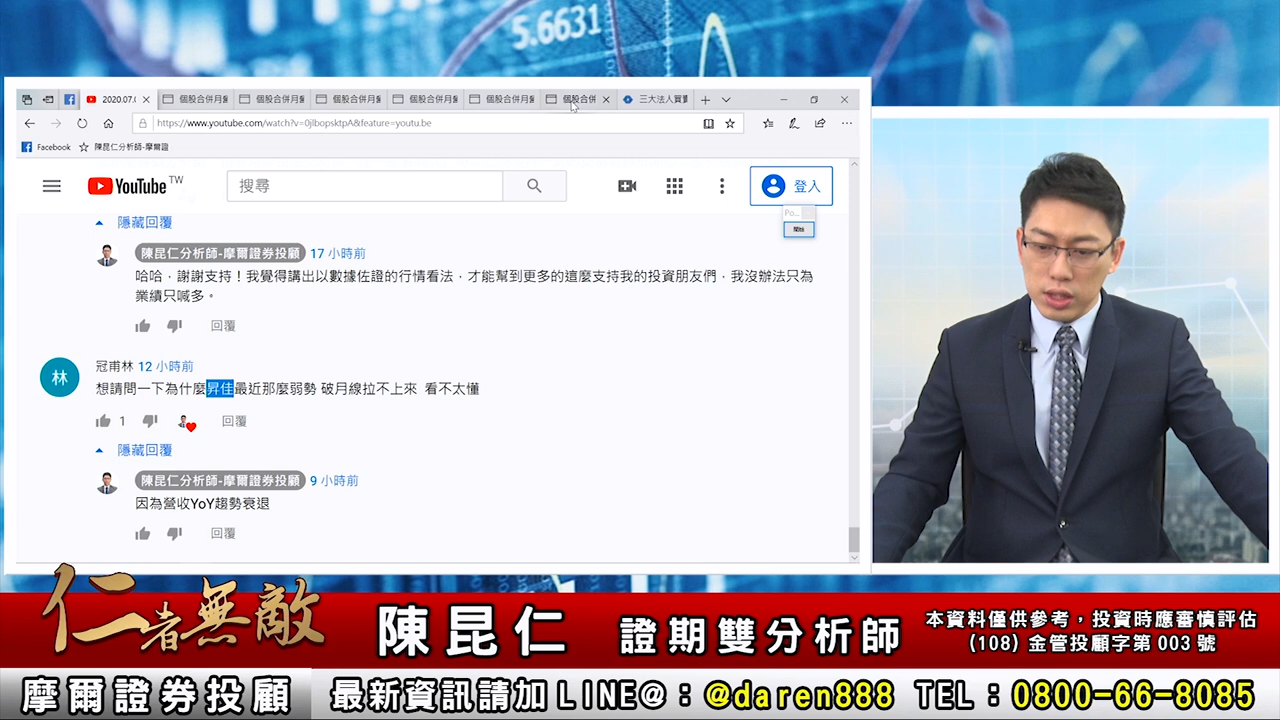 5.6631
2020.07.0
個股合併月營
個股合併月營
個股合併月營
個股合併月營
個股合併月營
個股合併
三大法人買賣
https://www.youtube.com/watch?v=0jlbopsktpA&feature=youtu.be
Facebook
陳昆仁分析師-摩爾證
YouTube TW
搜尋
登入
Po...
開始
隱藏回覆
陳昆仁分析師-摩爾證券投顧 17 小時前
哈哈,謝謝支持!我覺得講出以數據佐證的行情看法,才能幫到更多的這麼支持我的投資朋友們,我沒辦法只為
業績只喊多。
回覆
林
冠甫林 12 小時前
想請問一下為什麼昇佳最近那麼弱勢 破月線拉不上來 看不太懂
1
回覆
隱藏回覆
陳昆仁分析師-摩爾證券投顧 9 小時前
因為營收YoY趨勢衰退
回覆
仁者無敵
陳昆仁
證期雙分析師
本資料僅供參考,投資時應審慎評估
(108) 金管投顧字第 003 號
摩爾證券投顧
最新資訊請加LINE@:@daren888 TEL:0800-66-8085